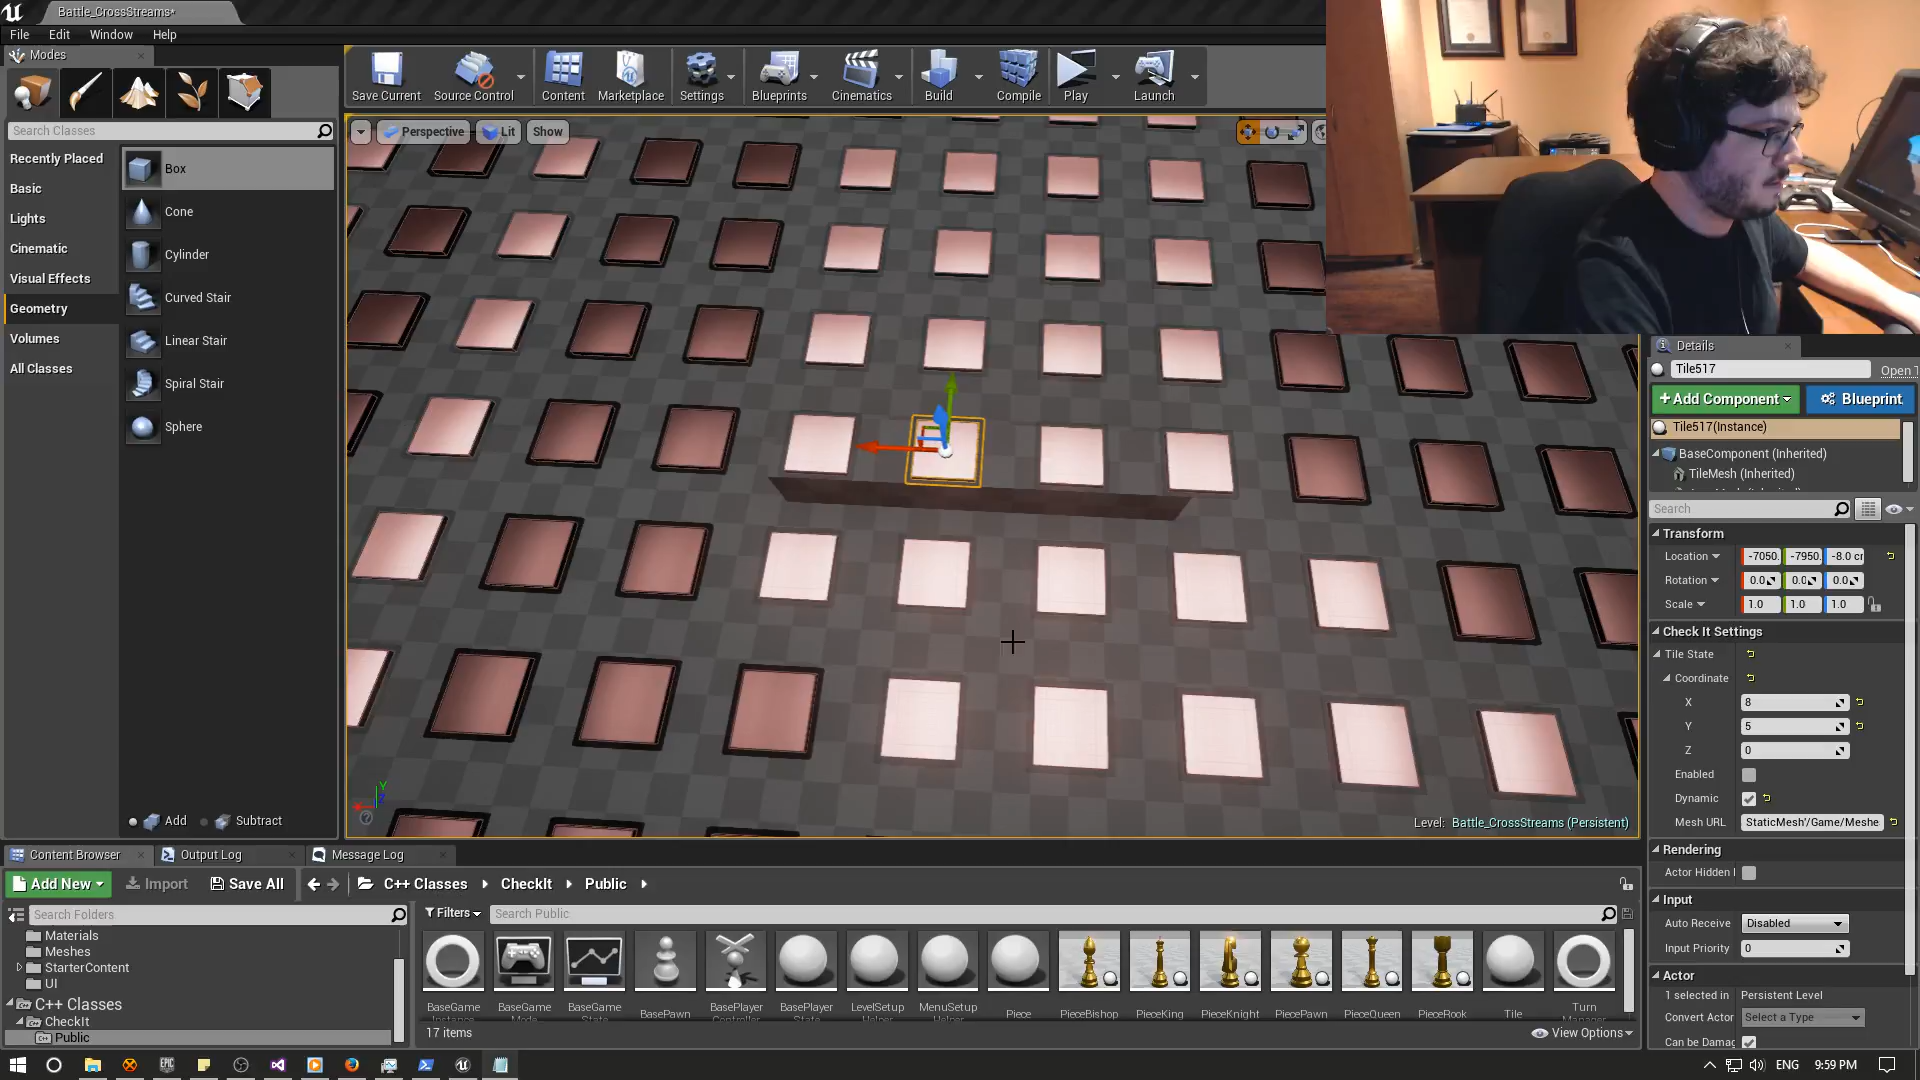 Battle_CrossStreams*
File Edit Window Help
Modes
Save Current Source Control Content Marketplace Settings Blueprints Cinematics Build Compile Play Launch
Search Classes
Perspective Lit Show
Recently Placed
Basic
Lights
Cinematic
Visual Effects
Geometry
Volumes
All Classes
Box
Cone
Cylinder
Curved Stair
Linear Stair
Spiral Stair
Sphere
Add Subtract
Y
Z
Level: Battle_CrossStreams (Persistent)
Details
Tile517 Open
+Add Component Blueprint
Tile517(Instance)
BaseComponent (Inherited)
TileMesh (Inherited)
Search
Transform
Location -7050. -7950. -8.0 cm
Rotation 0.0 0.0 0.0
Scale 1.0 1.0 1.0
Check It Settings
Tile State
Coordinate
X 8
Y 5
Z 0
Enabled
Dynamic
Mesh URL StaticMesh'/Game/Meshe
Rendering
Actor Hidden
Input
Auto Receive Disabled
Input Priority 0
Actor
1 selected in Persistent Level
Convert Actor Select a Type
Can be Damag
Content Browser Output Log Message Log
Add New Import Save All C++ Classes CheckIt Public
Search Folders
Materials
Meshes
StarterContent
UI
C++ Classes
CheckIt
Public
Filters Search Public
BaseGame Instance
BaseGame Mode
BaseGame State
BasePawn
BasePlayer Controller
BasePlayer State
LevelSetup Helper
MenuSetup Helper
Piece
PieceBishop
PieceKing
PieceKnight
PiecePawn
PieceQueen
PieceRook
Tile
Turn Manager
17 items
View Options
EPIC
ENG 9:59 PM